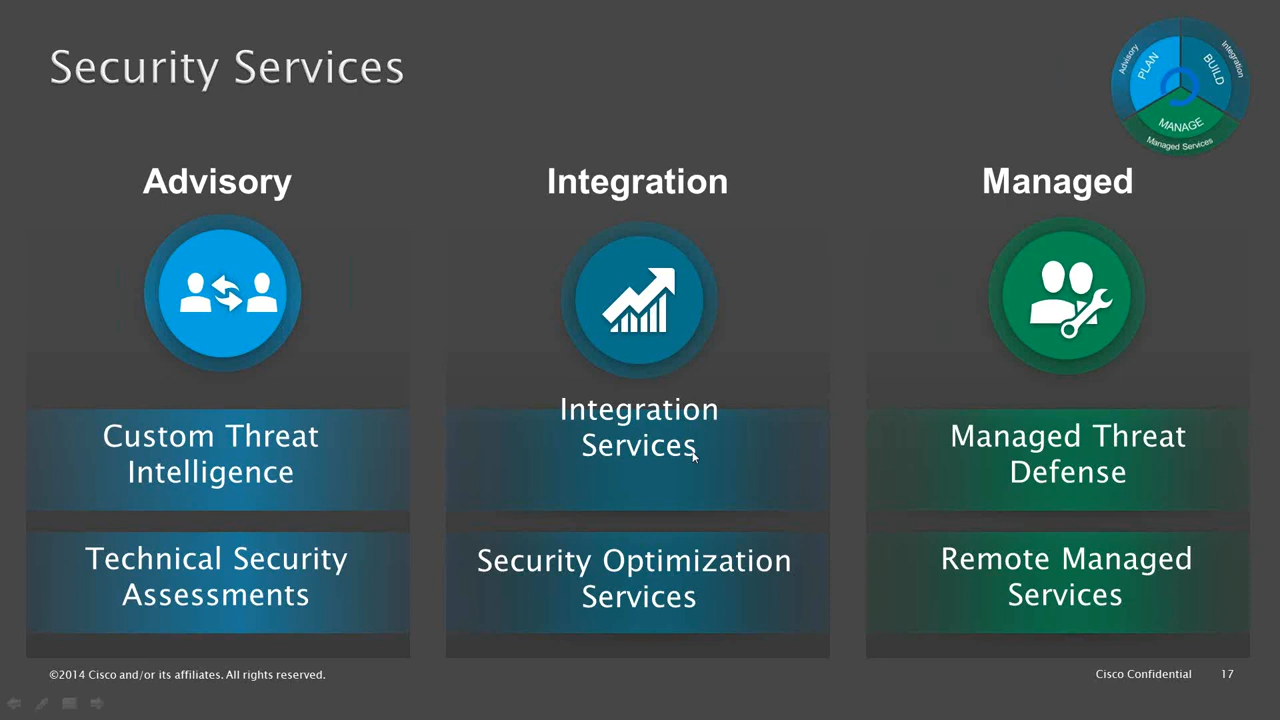 Security Services
Advisory
PLAN
BUILD
Integration
MANAGE
Managed Services
Advisory
Integration
Managed
Custom Threat
Intelligence
Technical Security
Assessments
Integration
Services
Security Optimization
Services
Managed Threat
Defense
Remote Managed
Services
©2014 Cisco and/or its affiliates. All rights reserved.
Cisco Confidential
17